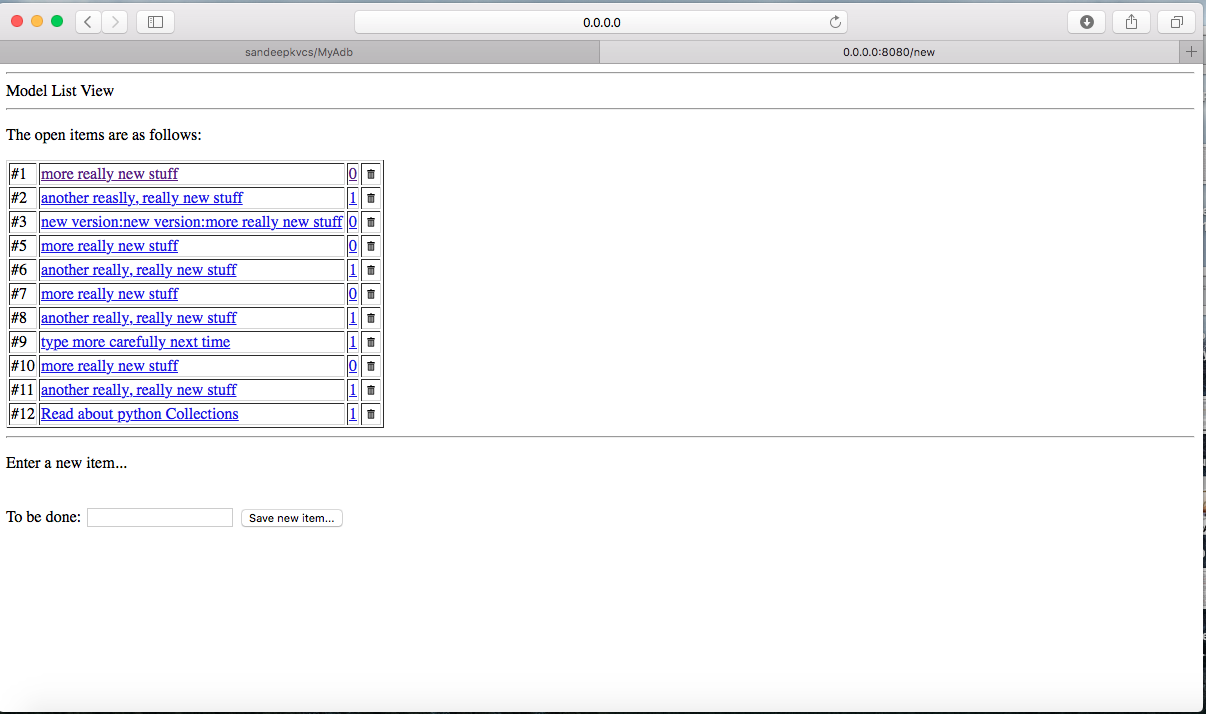 0.0.0.0
sandeepkvcs/MyAdb
0.0.0.0:8080/new
Model List View
The open items are as follows:
#1 more really new stuff 0
#2 another reaslly, really new stuff 1
#3 new version:new version:more really new stuff 0
#5 more really new stuff 0
#6 another really, really new stuff 1
#7 more really new stuff 0
#8 another really, really new stuff 1
#9 type more carefully next time 1
#10 more really new stuff 0
#11 another really, really new stuff 1
#12 Read about python Collections 1
Enter a new item...
To be done: Save new item...